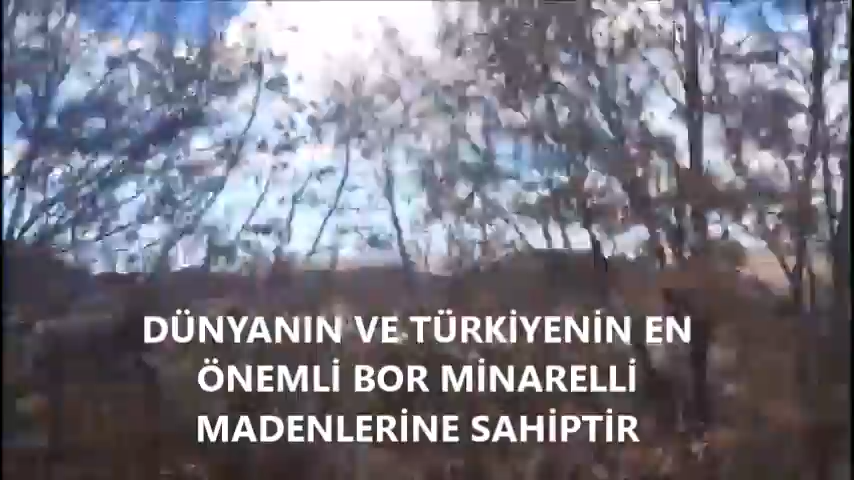 DÜNYANIN VE TÜRKİYENİN EN
ÖNEMLİ BOR MİNARELLİ
MADENLERİNE SAHİPTİR